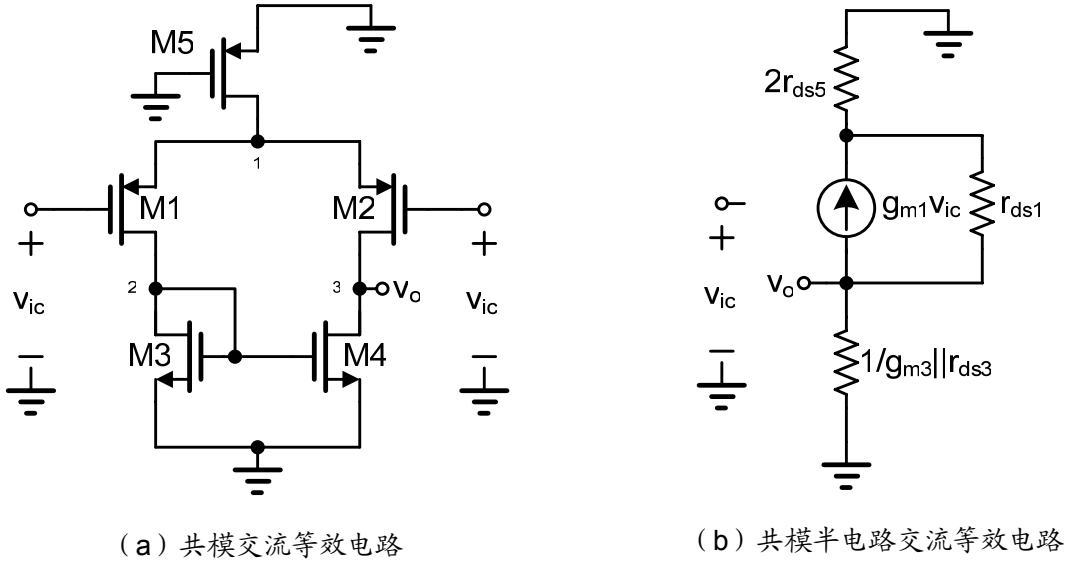 M5
1
M1
M2
+
+
2
3
vo
vic
vic
M3
M4
−
−
(a)共模交流等效电路
2rds5
gm1vic
rds1
+
vo
vic
−
1/gm3||rds3
(b)共模半电路交流等效电路